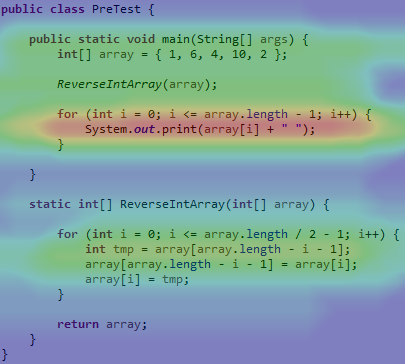 public class PreTest {
public static void main(String[] args) {
int[] array = { 1, 6, 4, 10, 2 };
ReverseIntArray(array);
for (int i = 0; i <= array.length - 1; i++) {
System.out.print(array[i] + " ");
}
}
static int[] ReverseIntArray(int[] array) {
for (int i = 0; i <= array.length / 2 - 1; i++) {
int tmp = array[array.length - i - 1];
array[array.length - i - 1] = array[i];
array[i] = tmp;
}
return array;
}
}